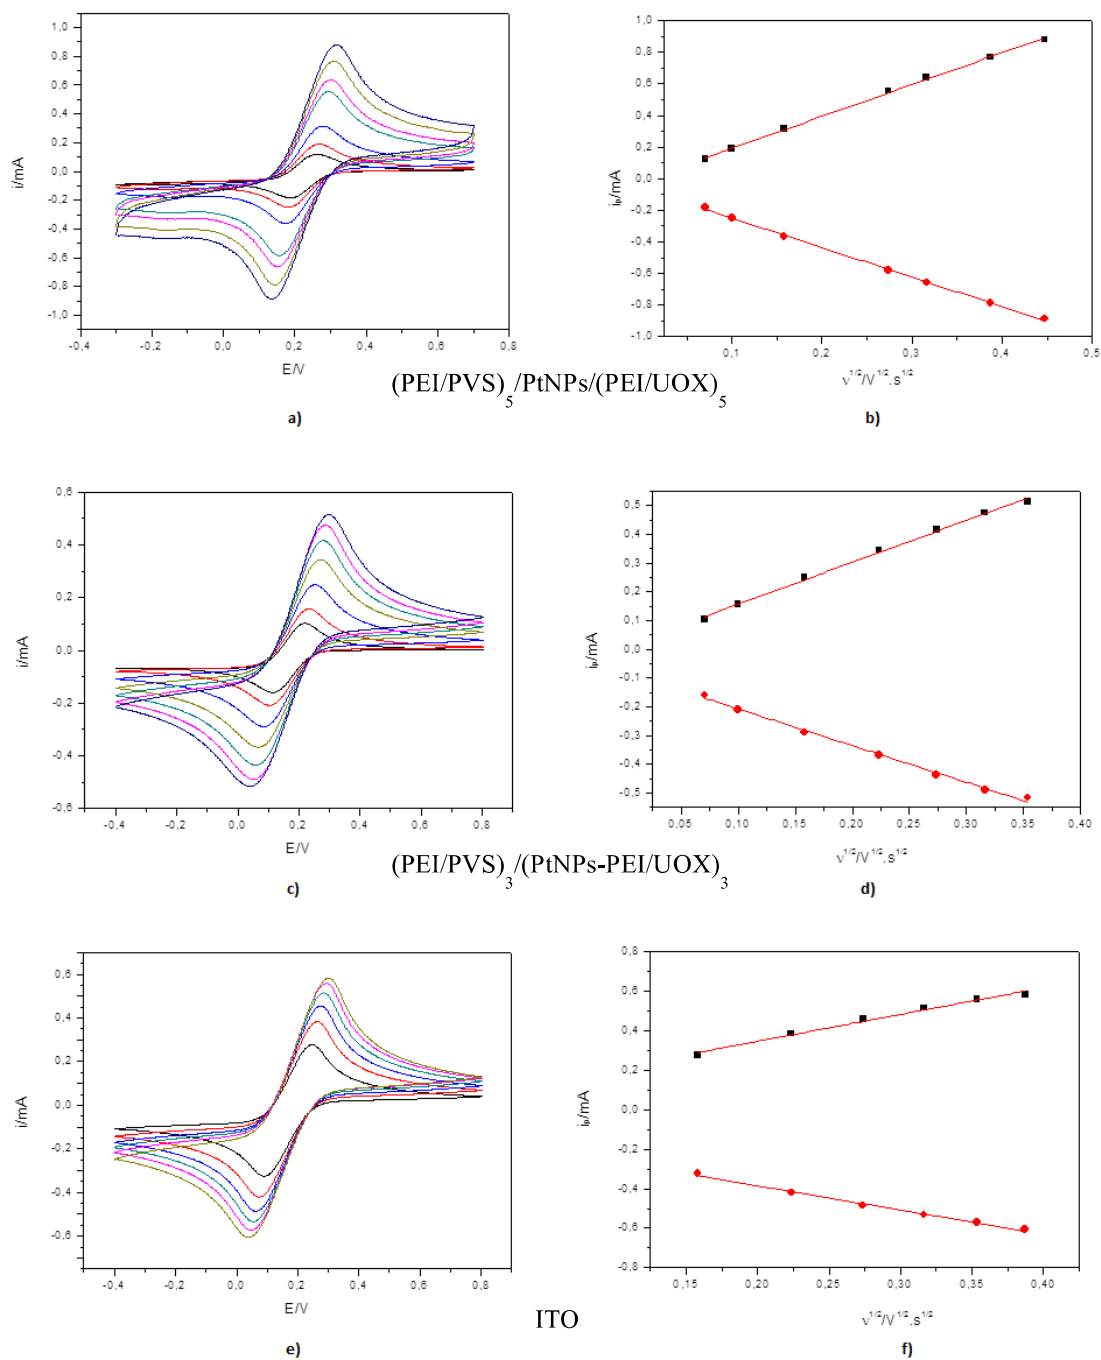 1,0
0,8
0,6
0,4
0,2
0,0
-0,2
-0,4
-0,6
-0,8
-1,0
i/mA
-0,4 -0,2 0,0 0,2 0,4 0,6 0,8
E/V
a)
1,0
0,8
0,6
0,4
0,2
0,0
-0,2
-0,4
-0,6
-0,8
-1,0
iₚ/mA
0,1 0,2 0,3 0,4 0,5
ν^1/2/V^1/2.s^1/2
b)
(PEI/PVS)₅/PtNPs/(PEI/UOX)₅
0,6
0,4
0,2
0,0
-0,2
-0,4
-0,6
i/mA
-0,4 -0,2 0,0 0,2 0,4 0,6 0,8
E/V
c)
0,5
0,4
0,3
0,2
0,1
0,0
-0,1
-0,2
-0,3
-0,4
-0,5
iₚ/mA
0,05 0,10 0,15 0,20 0,25 0,30 0,35 0,40
ν^1/2/V^1/2.s^1/2
d)
(PEI/PVS)₃/(PtNPs-PEI/UOX)₃
0,6
0,4
0,2
0,0
-0,2
-0,4
-0,6
i/mA
-0,4 -0,2 0,0 0,2 0,4 0,6 0,8
E/V
e)
0,8
0,6
0,4
0,2
0,0
-0,2
-0,4
-0,6
-0,8
iₚ/mA
0,15 0,20 0,25 0,30 0,35 0,40
ν^1/2/V^1/2.s^1/2
f)
ITO